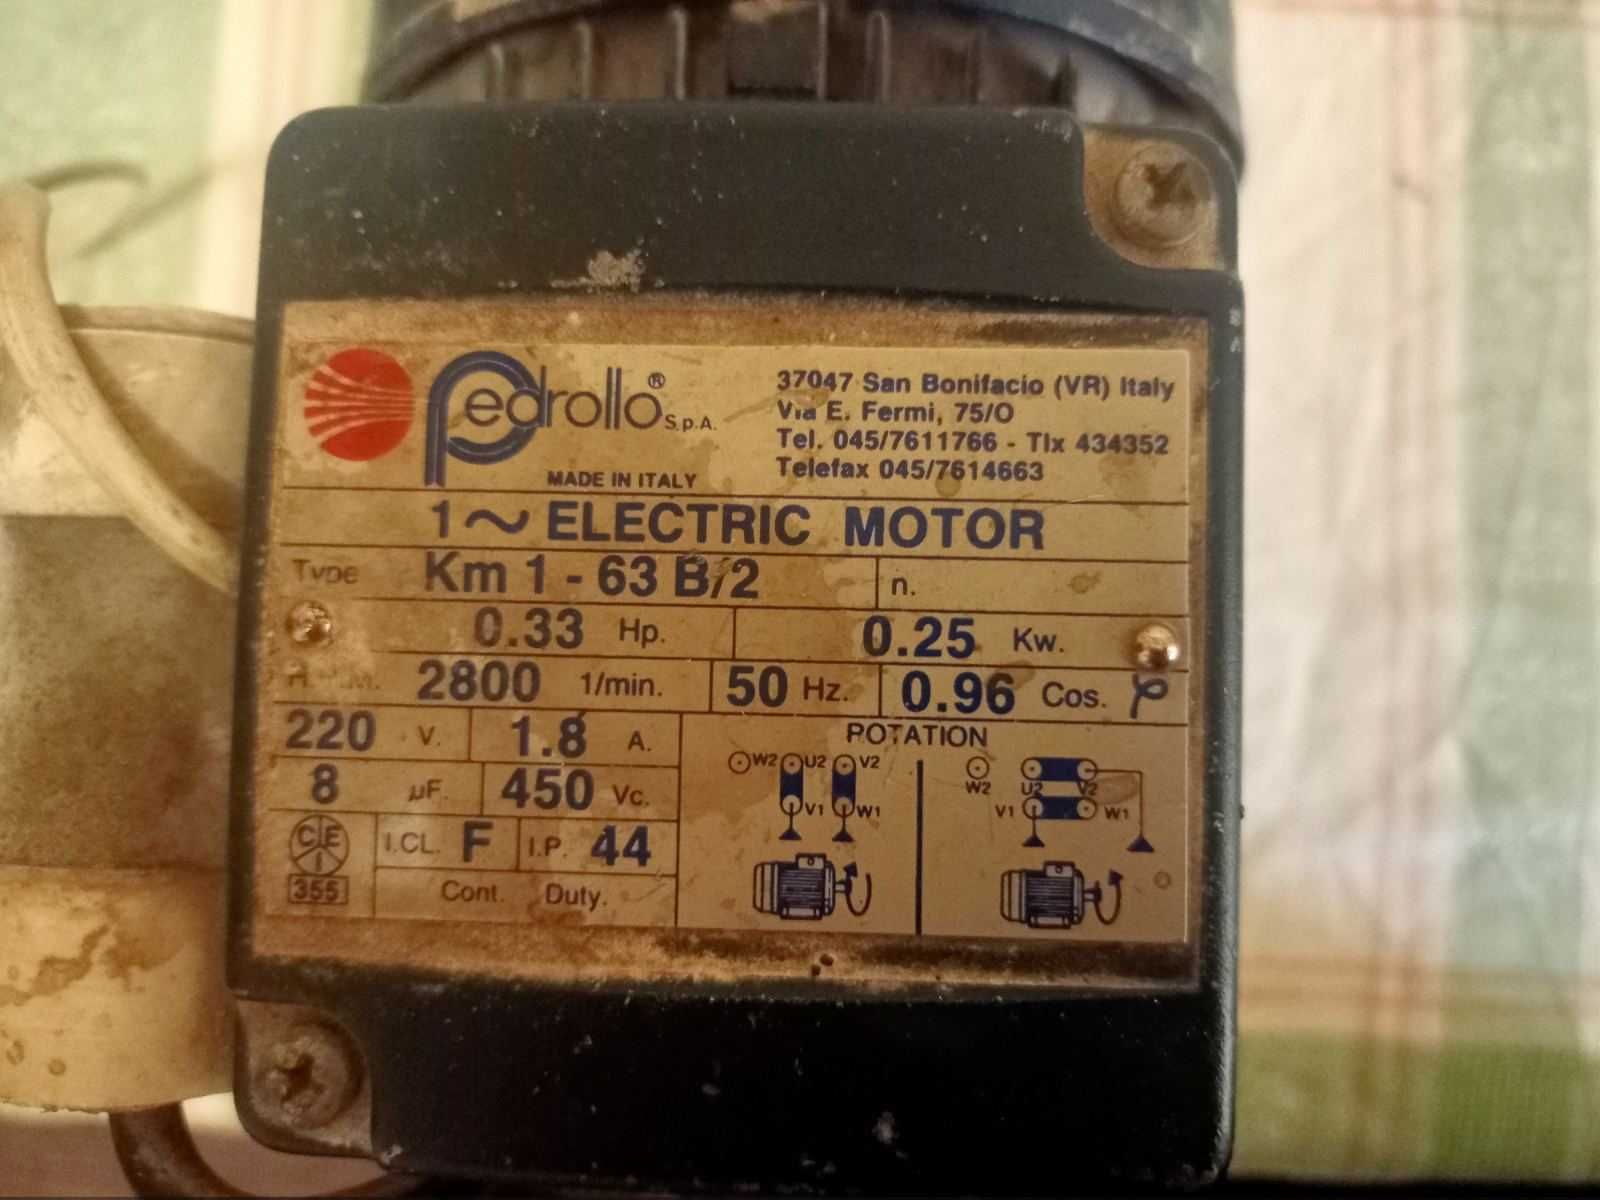 Pedrollo® S.p.A.
MADE IN ITALY
37047 San Bonifacio (VR) Italy
Via E. Fermi, 75/O
Tel. 045/7611766 - Tlx 434352
Telefax 045/7614663
1~ ELECTRIC MOTOR
Type Km 1 - 63 B/2 n.
0.33 Hp. 0.25 Kw.
2800 1/min. 50 Hz. 0.96 Cos. φ
220 V. 1.8 A.
8 µF. 450 Vc.
CEI I.CL. F I.P. 44
355 Cont. Duty.
ROTATION
W2 U2 V2
V1 W1
W2 U2 V2
V1 W1